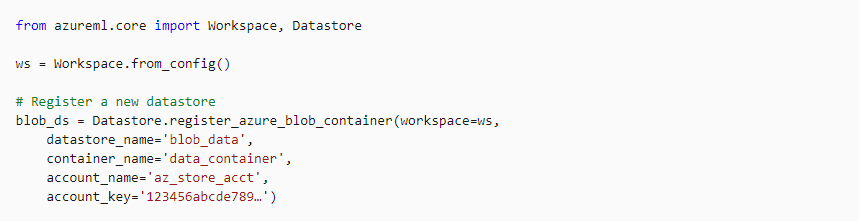 from azureml.core import Workspace, Datastore
ws = Workspace.from_config()
# Register a new datastore
blob_ds = Datastore.register_azure_blob_container(workspace=ws,
    datastore_name='blob_data',
    container_name='data_container',
    account_name='az_store_acct',
    account_key='123456abcde789…')